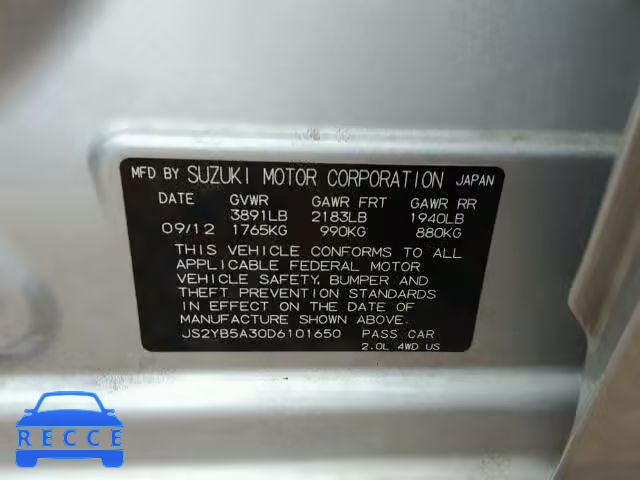 MFD BY SUZUKI MOTOR CORPORATION JAPAN
DATE GVWR GAWR FRT GAWR RR
3891LB 2183LB 1940LB
09/12 1765KG 990KG 880KG
THIS VEHICLE CONFORMS TO ALL
APPLICABLE FEDERAL MOTOR
VEHICLE SAFETY, BUMPER AND
THEFT PREVENTION STANDARDS
IN EFFECT ON THE DATE OF
MANUFACTURE SHOWN ABOVE.
JS2YB5A30D6101650 PASS CAR
2.0L 4WD US
RECCE